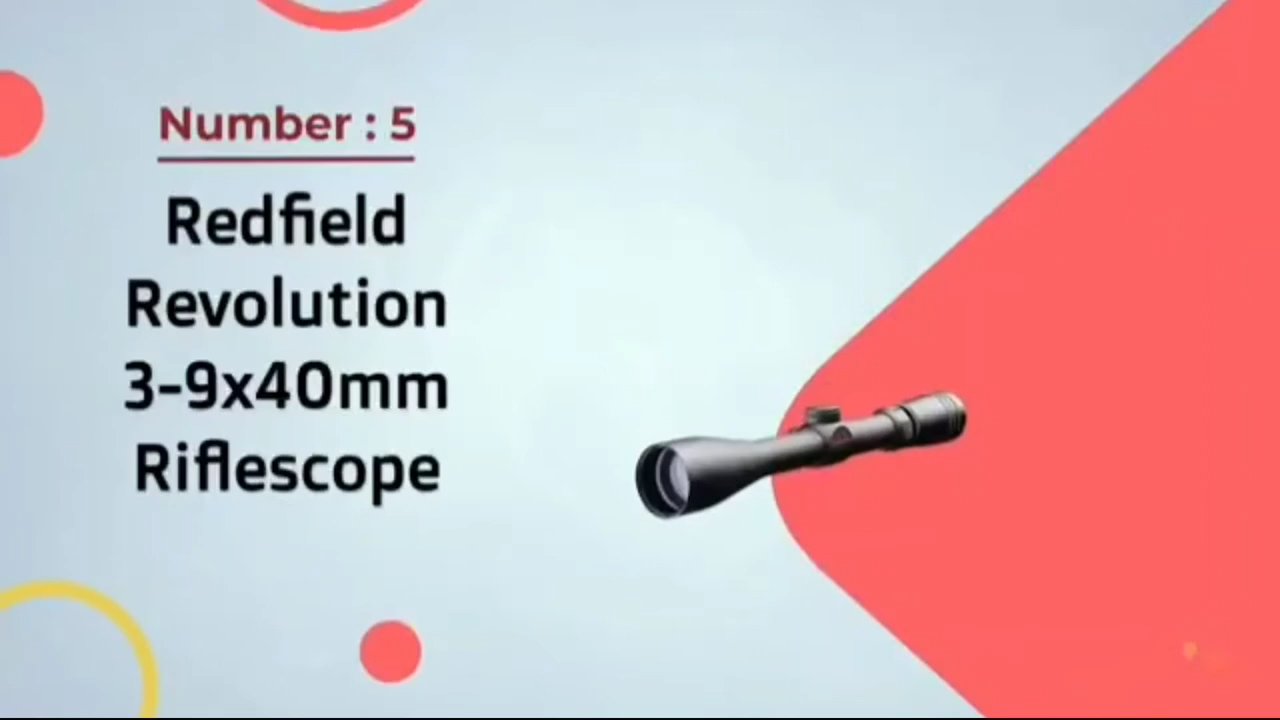 Number : 5
Redfield
Revolution
3-9x40mm
Riflescope